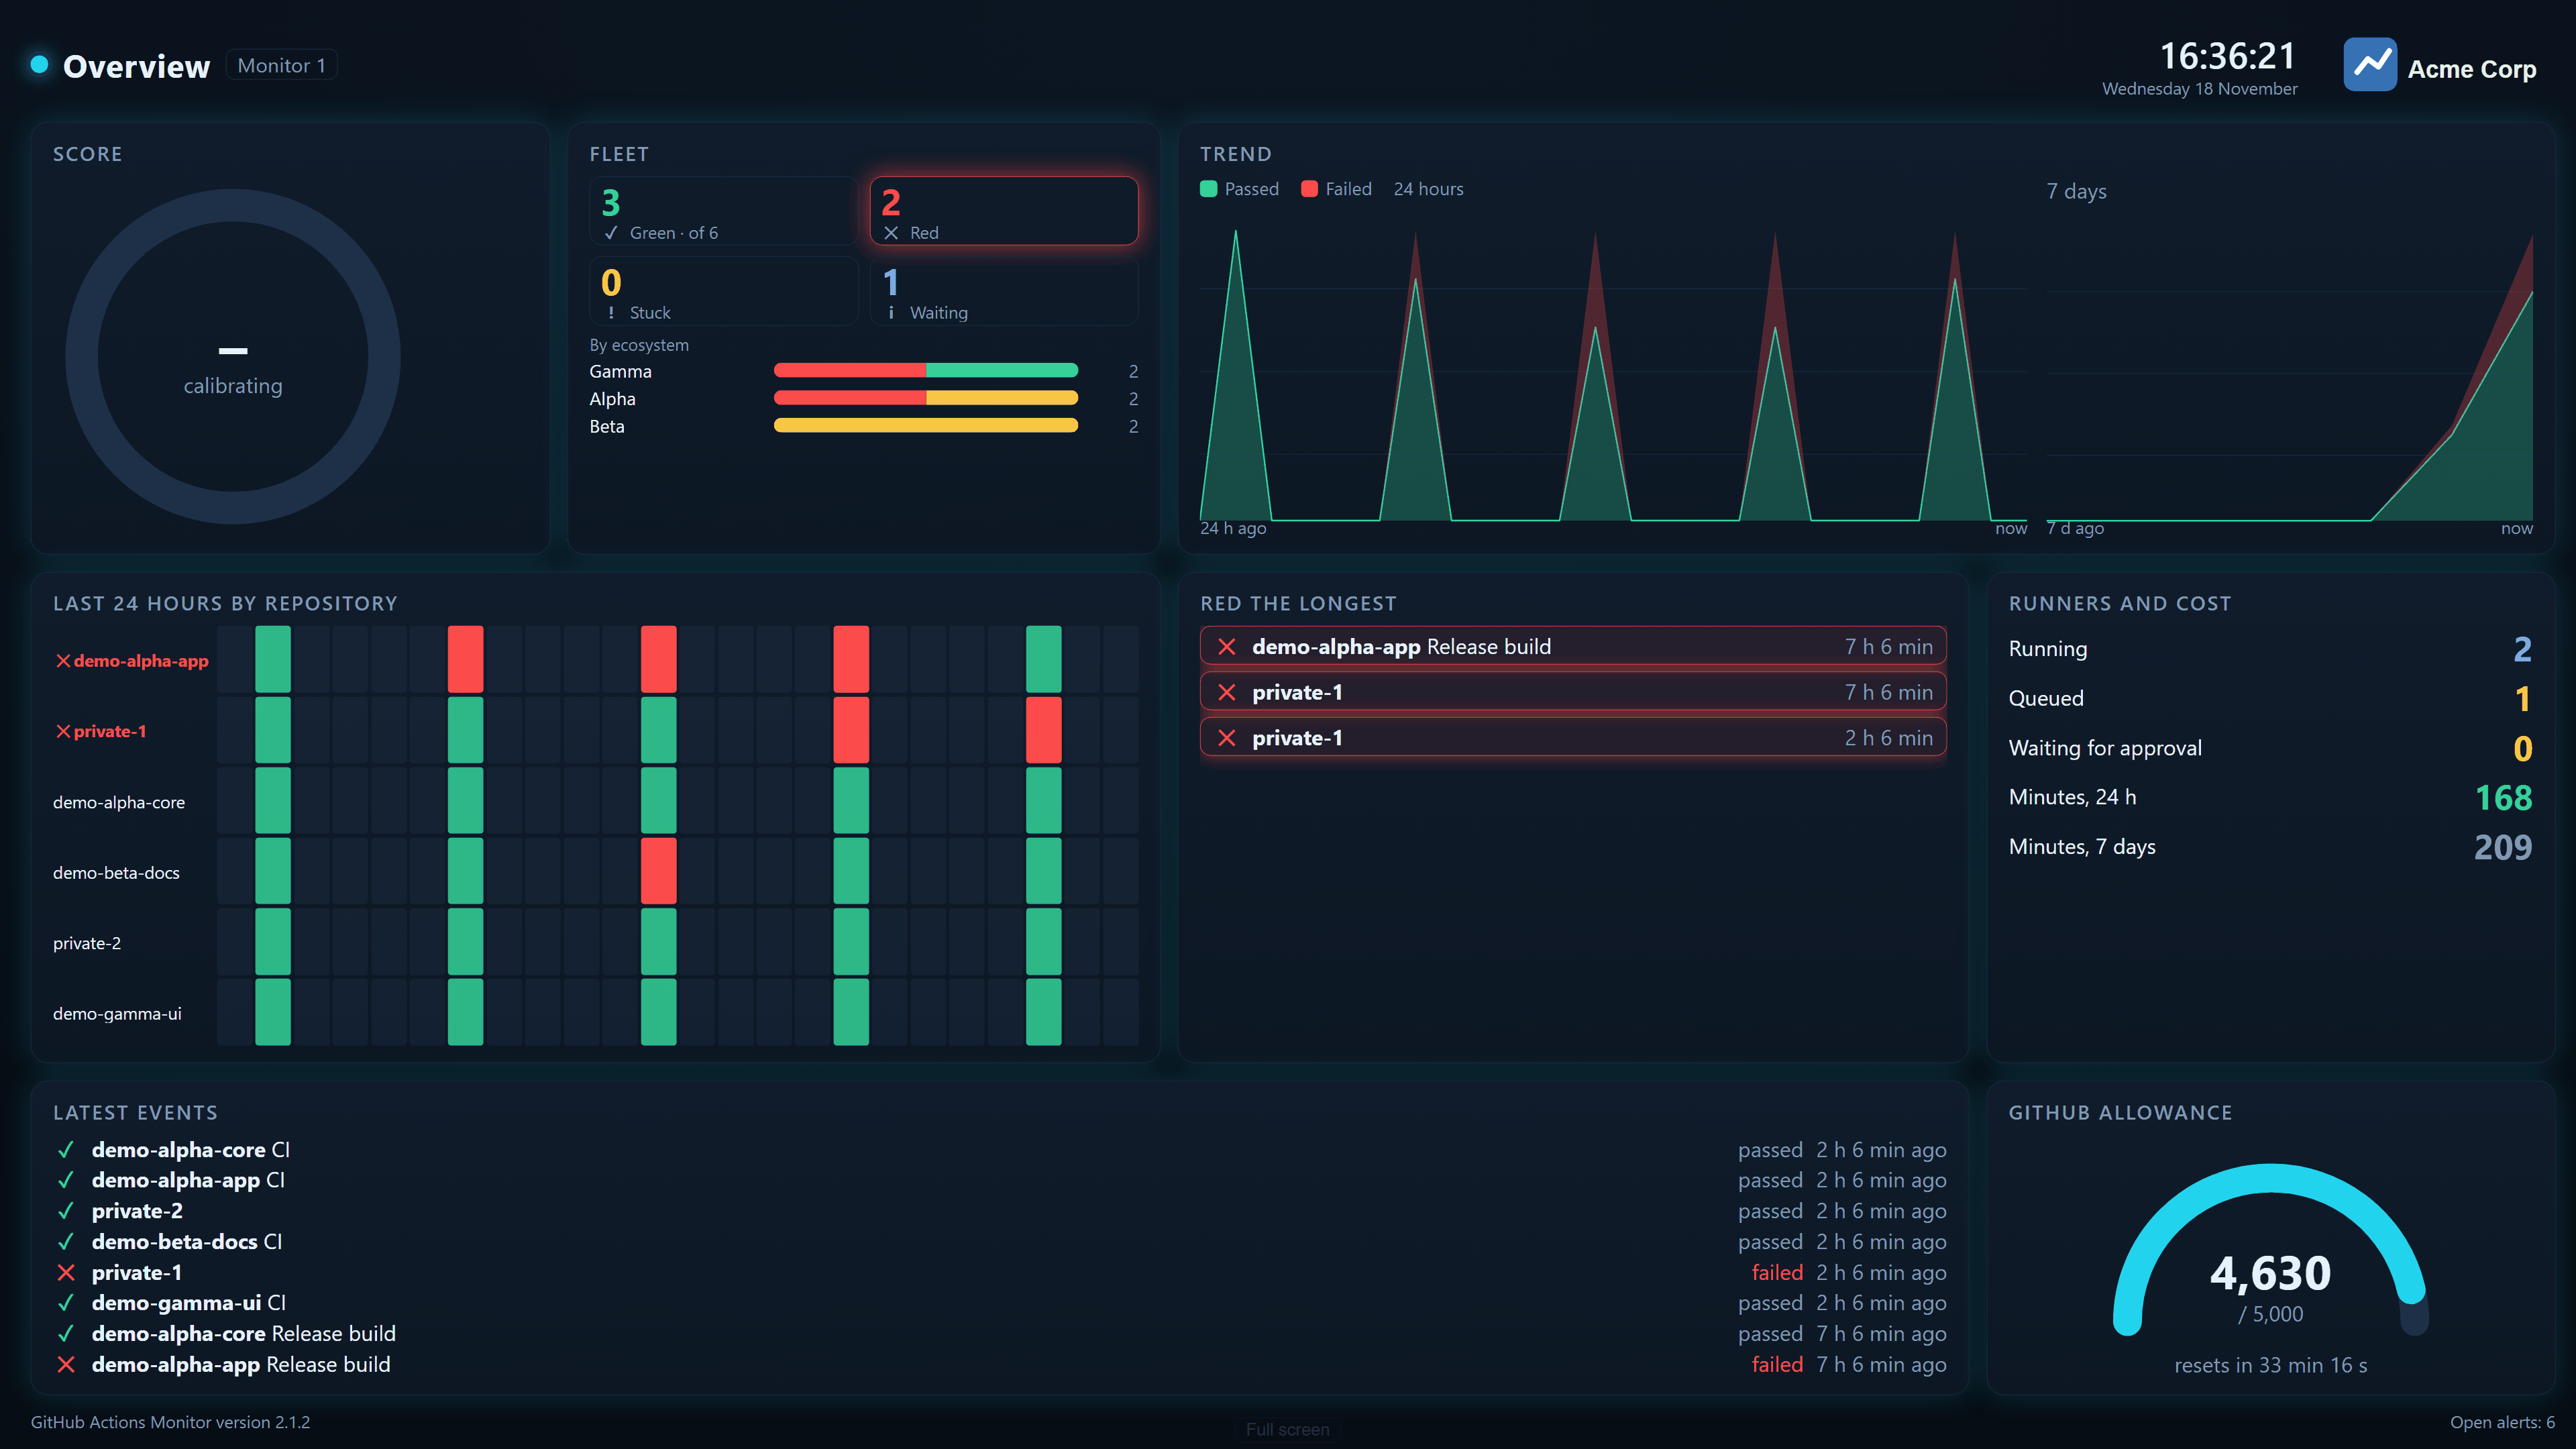 Overview
Monitor 1
16:36:21
Wednesday 18 November
Acme Corp
SCORE
–
calibrating
FLEET
3
✓ Green · of 6
2
✕ Red
0
! Stuck
1
i Waiting
By ecosystem
Gamma 2
Alpha 2
Beta 2
TREND
Passed Failed 24 hours
7 days
24 h ago now
7 d ago now
LAST 24 HOURS BY REPOSITORY
✕ demo-alpha-app
✕ private-1
demo-alpha-core
demo-beta-docs
private-2
demo-gamma-ui
RED THE LONGEST
✕ demo-alpha-app Release build 7 h 6 min
✕ private-1 7 h 6 min
✕ private-1 2 h 6 min
RUNNERS AND COST
Running 2
Queued 1
Waiting for approval 0
Minutes, 24 h 168
Minutes, 7 days 209
LATEST EVENTS
✓ demo-alpha-core CI passed 2 h 6 min ago
✓ demo-alpha-app CI passed 2 h 6 min ago
✓ private-2 passed 2 h 6 min ago
✓ demo-beta-docs CI passed 2 h 6 min ago
✕ private-1 failed 2 h 6 min ago
✓ demo-gamma-ui CI passed 2 h 6 min ago
✓ demo-alpha-core Release build passed 7 h 6 min ago
✕ demo-alpha-app Release build failed 7 h 6 min ago
GITHUB ALLOWANCE
4,630
/ 5,000
resets in 33 min 16 s
GitHub Actions Monitor version 2.1.2
Full screen
Open alerts: 6